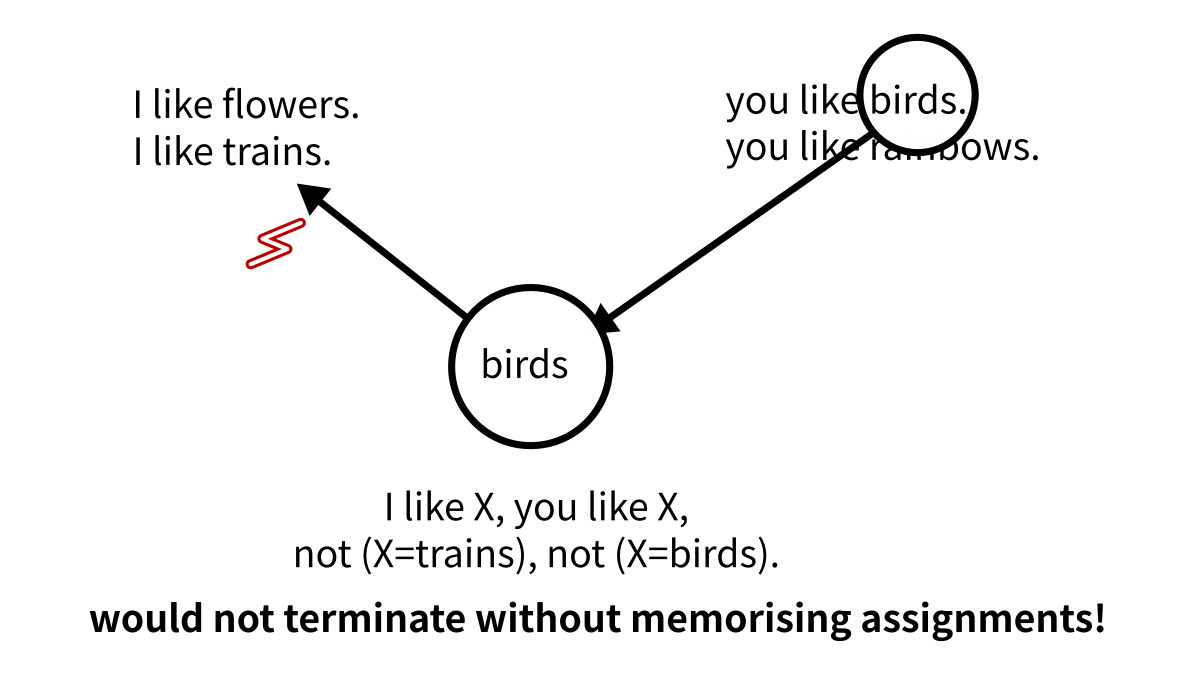 I like flowers.
I like trains.
you like birds.
you like rainbows.
birds
I like X, you like X,
not (X=trains), not (X=birds).
would not terminate without memorising assignments!